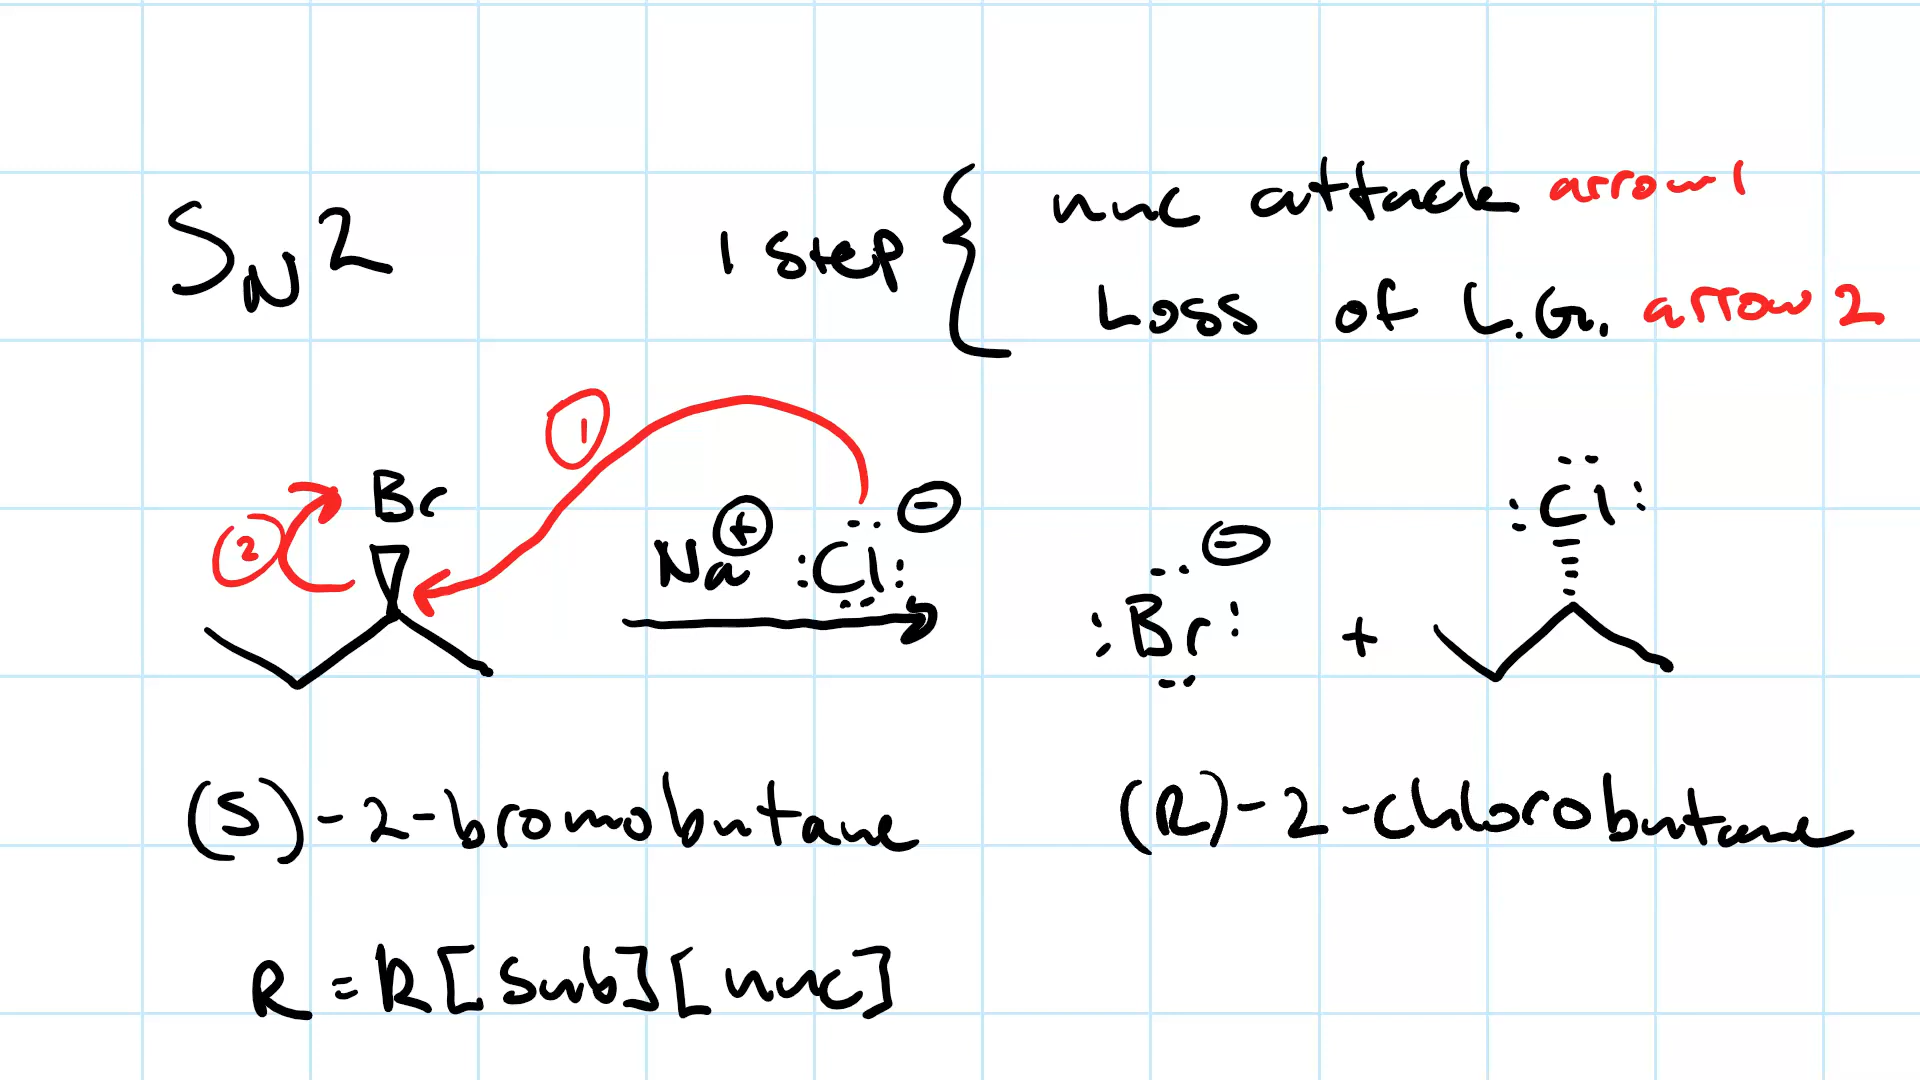 SN2
1 step { nuc attack arrow 1
Loss of L.G. arrow 2
1
2
Br
Na⊕ :Cl: ⊖
:Br: ⊖ + :Cl:
(S)-2-bromobutane
(R)-2-chlorobutane
R = R[sub][nuc]